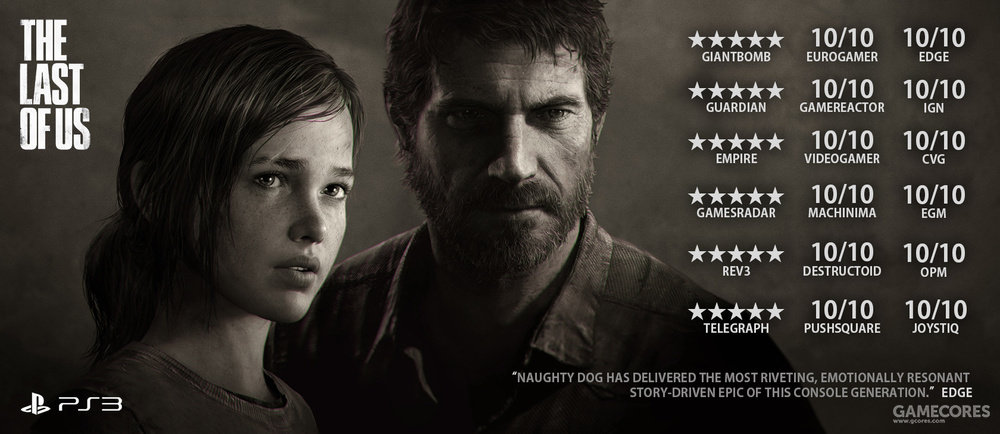 THE
LAST
OF US
★★★★★ 10/10 10/10
GIANTBOMB EUROGAMER EDGE
★★★★★ 10/10 10/10
GUARDIAN GAMEREACTOR IGN
★★★★★ 10/10 10/10
EMPIRE VIDEOGAMER CVG
★★★★★ 10/10 10/10
GAMESRADAR MACHINIMA EGM
★★★★★ 10/10 10/10
REV3 DESTRUCTOID OPM
★★★★★ 10/10 10/10
TELEGRAPH PUSHSQUARE JOYSTIQ
“NAUGHTY DOG HAS DELIVERED THE MOST RIVETING, EMOTIONALLY RESONANT
STORY-DRIVEN EPIC OF THIS CONSOLE GENERATION.” EDGE
PS3
GAMECORES
www.gcores.com